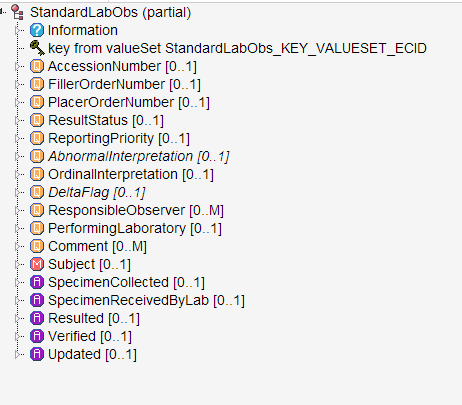 StandardLabObs (partial)
Information
key from valueSet StandardLabObs_KEY_VALUESET_ECID
AccessionNumber [0..1]
FillerOrderNumber [0..1]
PlacerOrderNumber [0..1]
ResultStatus [0..1]
ReportingPriority [0..1]
AbnormalInterpretation [0..1]
OrdinalInterpretation [0..1]
DeltaFlag [0..1]
ResponsibleObserver [0..M]
PerformingLaboratory [0..1]
Comment [0..M]
Subject [0..1]
SpecimenCollected [0..1]
SpecimenReceivedByLab [0..1]
Resulted [0..1]
Verified [0..1]
Updated [0..1]